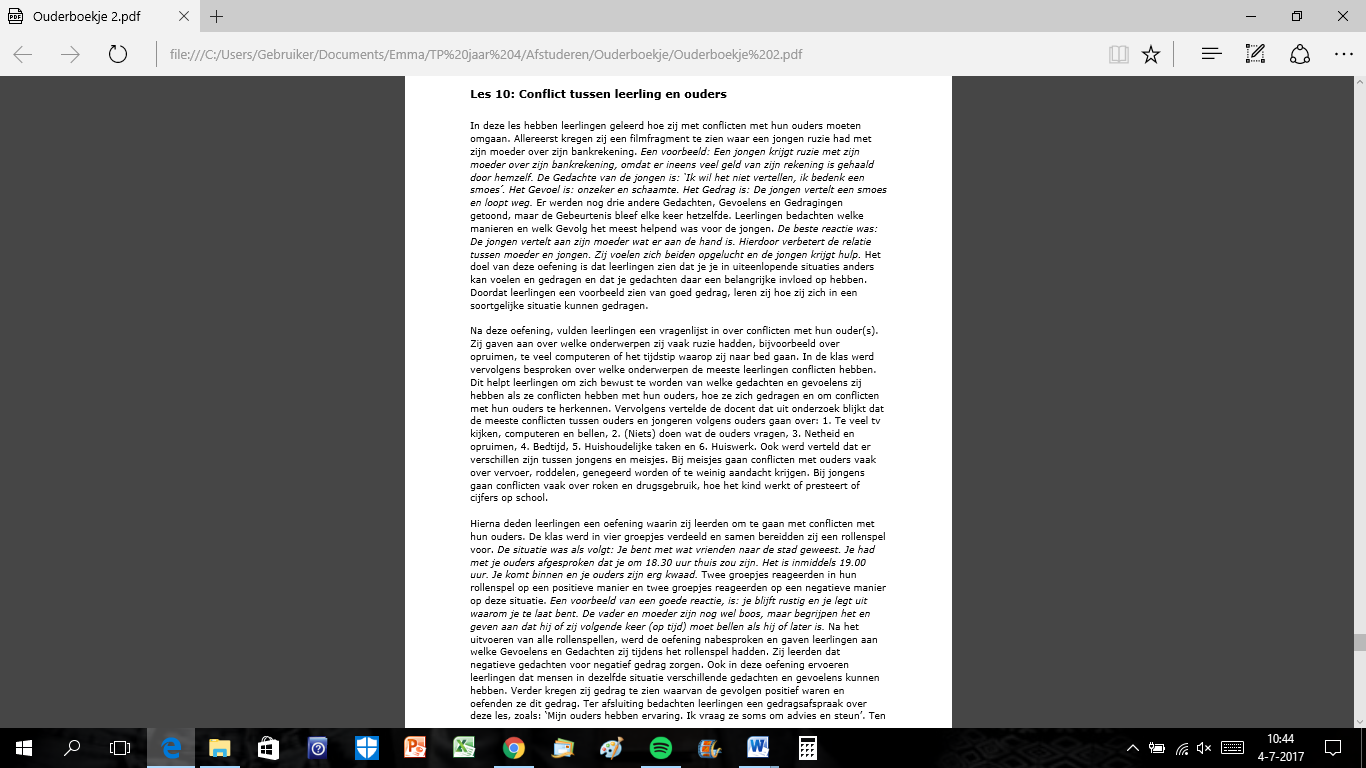 Ouderboekje 2.pdf
file:///C:/Users/Gebruiker/Documents/Emma/TP%20jaar%204/Afstuderen/Ouderboekje/Ouderboekje%202.pdf
Les 10: Conflict tussen leerling en ouders
In deze les hebben leerlingen geleerd hoe zij met conflicten met hun ouders moeten
omgaan. Allereerst kregen zij een filmfragment te zien waar een jongen ruzie had met
zijn moeder over zijn bankrekening. Een voorbeeld: Een jongen krijgt ruzie met zijn
moeder over zijn bankrekening, omdat er ineens veel geld van zijn rekening is gehaald
door hemzelf. De Gedachte van de jongen is: ‘Ik wil het niet vertellen, ik bedenk een
smoes’. Het Gevoel is: onzeker en schaamte. Het Gedrag is: De jongen vertelt een smoes
en loopt weg. Er werden nog drie andere Gedachten, Gevoelens en Gedragingen
getoond, maar de Gebeurtenis bleef elke keer hetzelfde. Leerlingen bedachten welke
manieren en welk Gevolg het meest helpend was voor de jongen. De beste reactie was:
De jongen vertelt aan zijn moeder wat er aan de hand is. Hierdoor verbetert de relatie
tussen moeder en jongen. Zij voelen zich beiden opgelucht en de jongen krijgt hulp. Het
doel van deze oefening is dat leerlingen zien dat je je in uiteenlopende situaties anders
kan voelen en gedragen en dat je gedachten daar een belangrijke invloed op hebben.
Doordat leerlingen een voorbeeld zien van goed gedrag, leren zij hoe zij zich in een
soortgelijke situatie kunnen gedragen.
Na deze oefening, vulden leerlingen een vragenlijst in over conflicten met hun ouder(s).
Zij gaven aan over welke onderwerpen zij vaak ruzie hadden, bijvoorbeeld over
opruimen, te veel computeren of het tijdstip waarop zij naar bed gaan. In de klas werd
vervolgens besproken over welke onderwerpen de meeste leerlingen conflicten hebben.
Dit helpt leerlingen om zich bewust te worden van welke gedachten en gevoelens zij
hebben als ze conflicten hebben met hun ouders, hoe ze zich gedragen en om conflicten
met hun ouders te herkennen. Vervolgens vertelde de docent dat uit onderzoek blijkt dat
de meeste conflicten tussen ouders en jongeren volgens ouders gaan over: 1. Te veel tv
kijken, computeren en bellen, 2. (Niets) doen wat de ouders vragen, 3. Netheid en
opruimen, 4. Bedtijd, 5. Huishoudelijke taken en 6. Huiswerk. Ook werd verteld dat er
verschillen zijn tussen jongens en meisjes. Bij meisjes gaan conflicten met ouders vaak
over vervoer, roddelen, genegeerd worden of te weinig aandacht krijgen. Bij jongens
gaan conflicten vaak over roken en drugsgebruik, hoe het kind werkt of presteert of
cijfers op school.
Hierna deden leerlingen een oefening waarin zij leerden om te gaan met conflicten met
hun ouders. De klas werd in vier groepjes verdeeld en samen bereidden zij een rollenspel
voor. De situatie was als volgt: Je bent met wat vrienden naar de stad geweest. Je had
met je ouders afgesproken dat je om 18.30 uur thuis zou zijn. Het is inmiddels 19.00
uur. Je komt binnen en je ouders zijn erg kwaad. Twee groepjes reageerden in hun
rollenspel op een positieve manier en twee groepjes reageerden op een negatieve manier
op deze situatie. Een voorbeeld van een goede reactie, is: je blijft rustig en je legt uit
waarom je te laat bent. De vader en moeder zijn nog wel boos, maar begrijpen het en
geven aan dat hij of zij volgende keer (op tijd) moet bellen als hij of later is. Na het
uitvoeren van alle rollenspellen, werd de oefening nabesproken en gaven leerlingen aan
welke Gevoelens en Gedachten zij tijdens het rollenspel hadden. Zij leerden dat
negatieve gedachten voor negatief gedrag zorgen. Ook in deze oefening ervoeren
leerlingen dat mensen in dezelfde situatie verschillende gedachten en gevoelens kunnen
hebben. Verder kregen zij gedrag te zien waarvan de gevolgen positief waren en
oefenden ze dit gedrag. Ter afsluiting bedachten leerlingen een gedragsafspraak over
deze les, zoals: ‘Mijn ouders hebben ervaring. Ik vraag ze soms om advies en steun’. Ten
10:44
4-7-2017